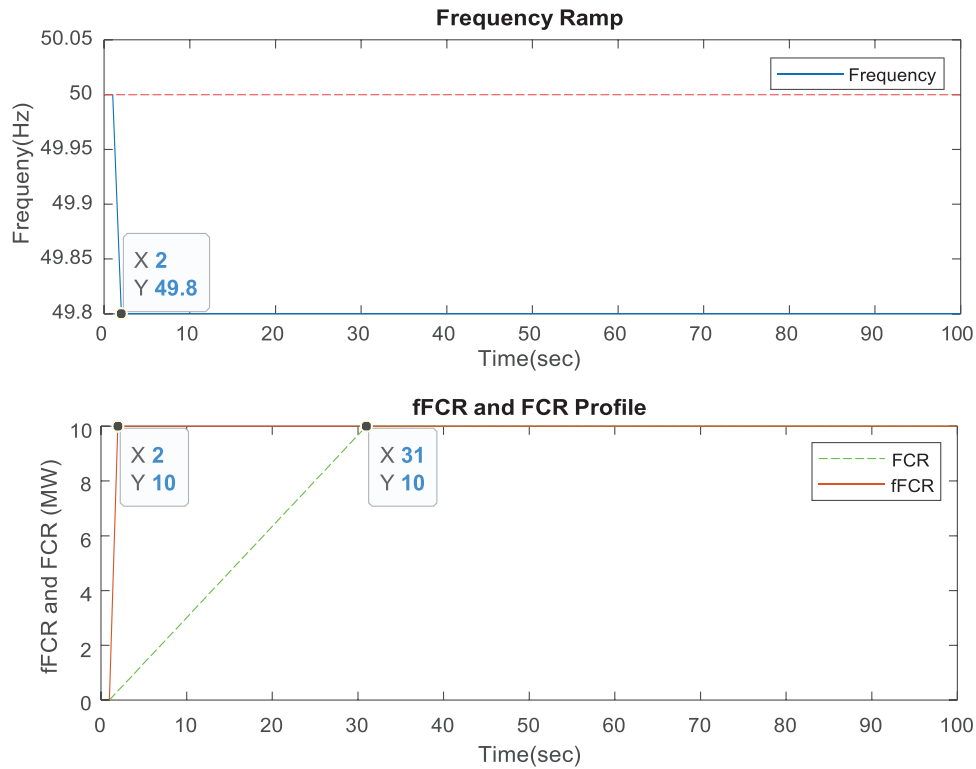 Frequency Ramp
50.05
50
49.95
49.9
49.85
49.8
Frequeny(Hz)
Frequency
X 2
Y 49.8
0 10 20 30 40 50 60 70 80 90 100
Time(sec)
fFCR and FCR Profile
10
8
6
4
2
0
fFCR and FCR (MW)
X 2
Y 10
X 31
Y 10
FCR
fFCR
0 10 20 30 40 50 60 70 80 90 100
Time(sec)